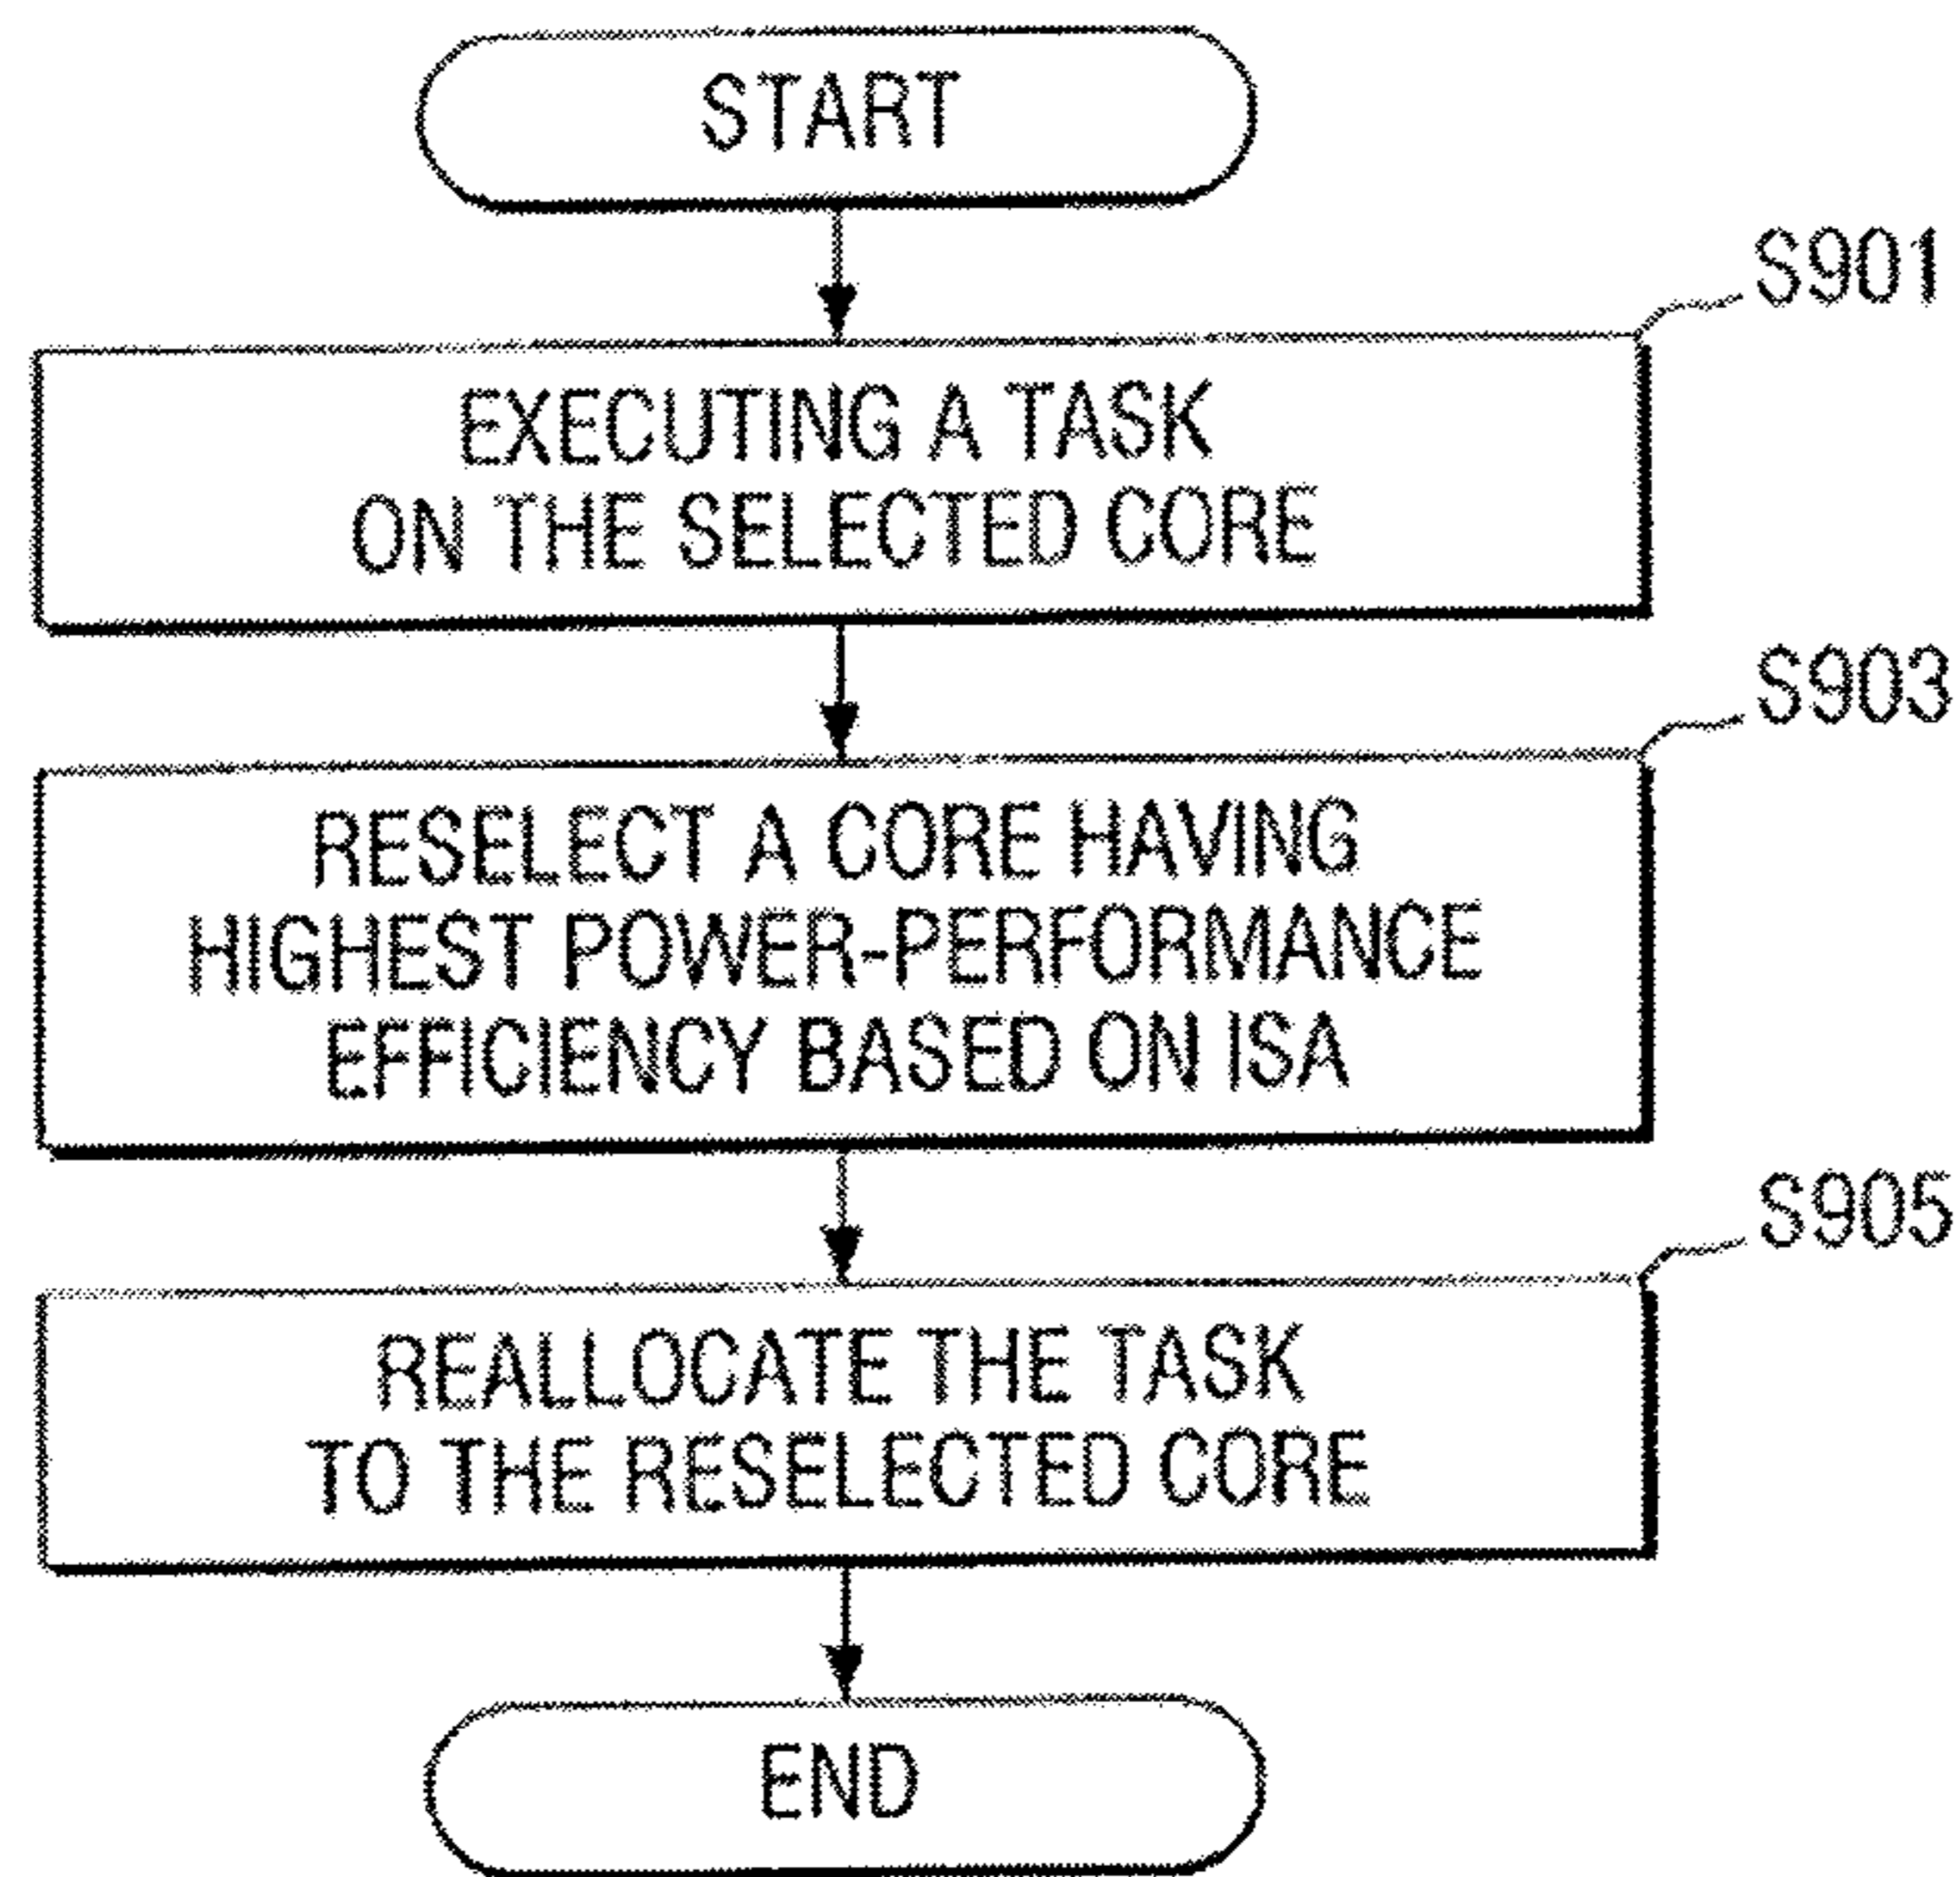 START
S901
EXECUTING A TASK
ON THE SELECTED CORE
S903
RESELECT A CORE HAVING
HIGHEST POWER-PERFORMANCE
EFFICIENCY BASED ON ISA
S905
REALLOCATE THE TASK
TO THE RESELECTED CORE
END